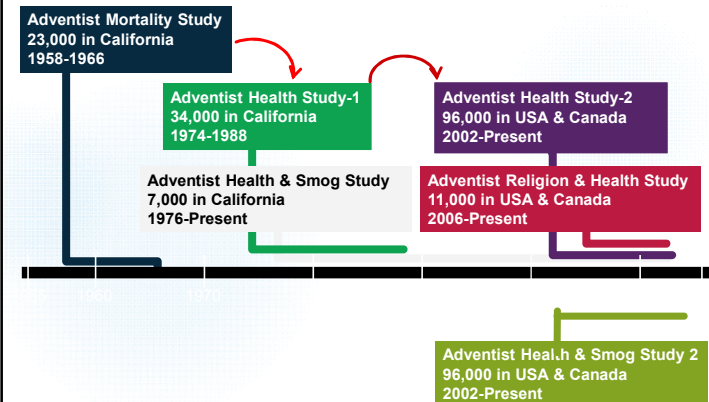 Adventist Mortality Study
23,000 in California
1958-1966
Adventist Health Study-1
34,000 in California
1974-1988
Adventist Health Study-2
96,000 in USA & Canada
2002-Present
Adventist Health & Smog Study
7,000 in California
1976-Present
Adventist Religion & Health Study
11,000 in USA & Canada
2006-Present
1960
1970
Adventist Health & Smog Study 2
96,000 in USA & Canada
2002-Present